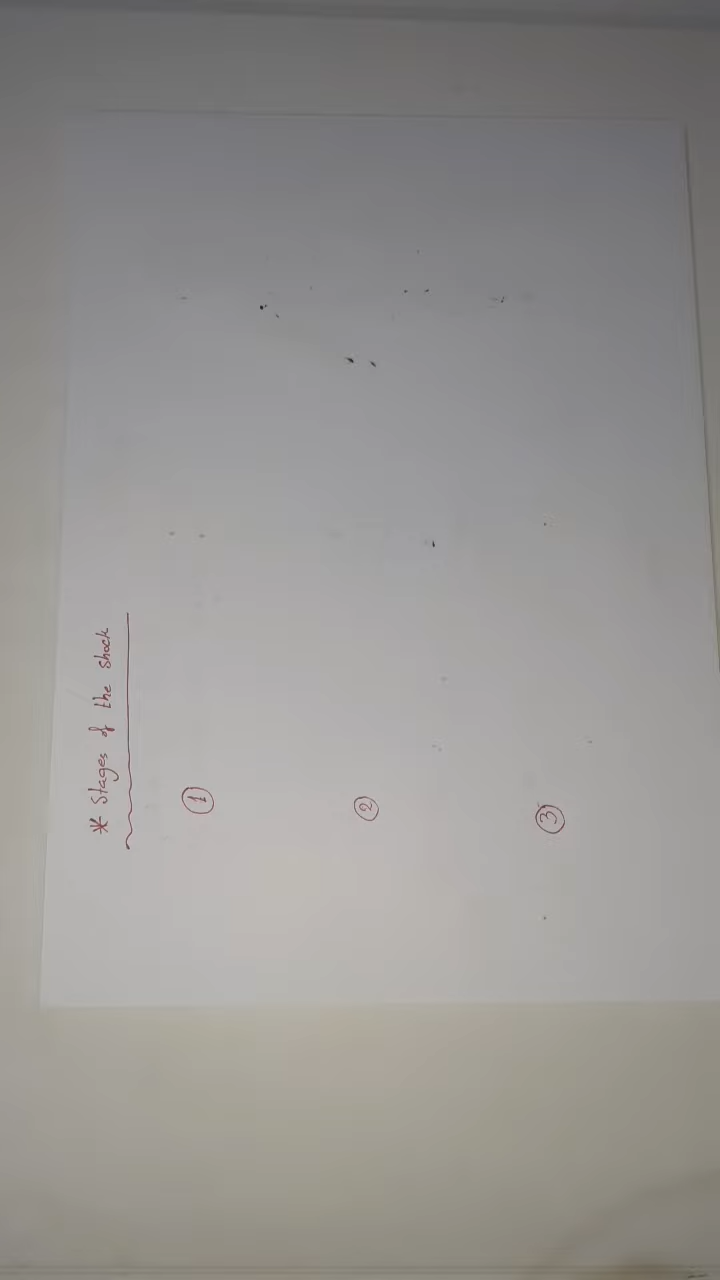 * Stages of the shock
①
②
③